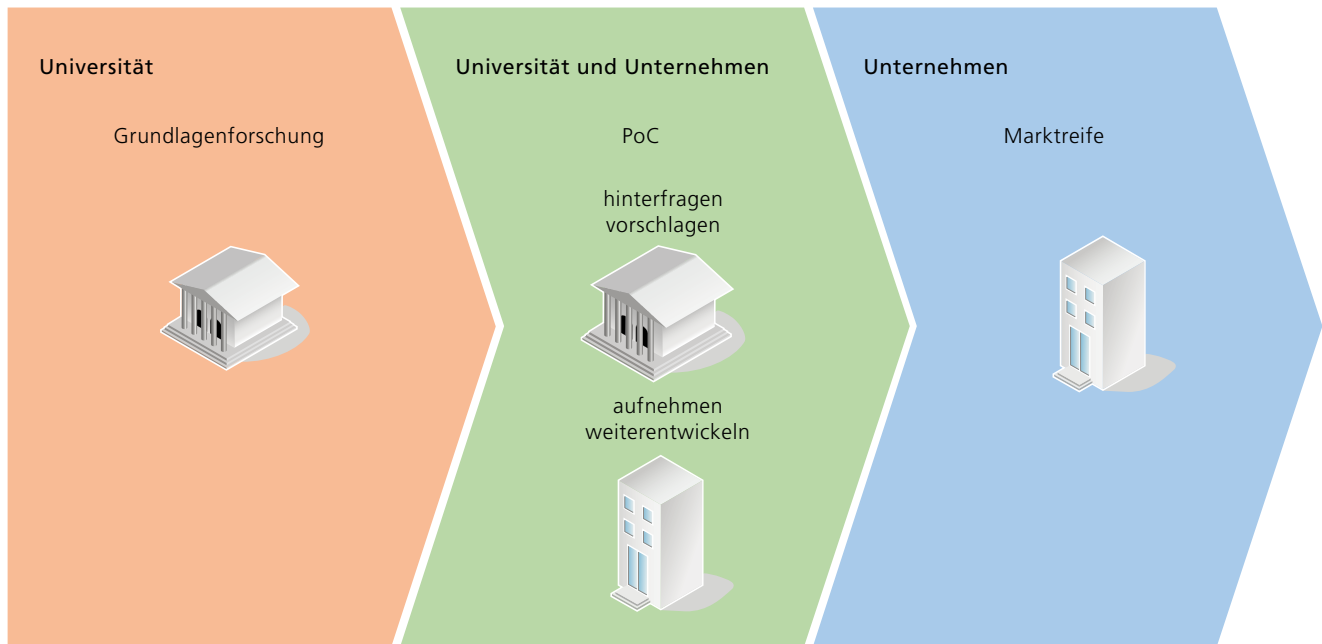 Universität
Grundlagenforschung
Universität und Unternehmen
PoC
hinterfragen
vorschlagen
aufnehmen
weiterentwickeln
Unternehmen
Marktreife